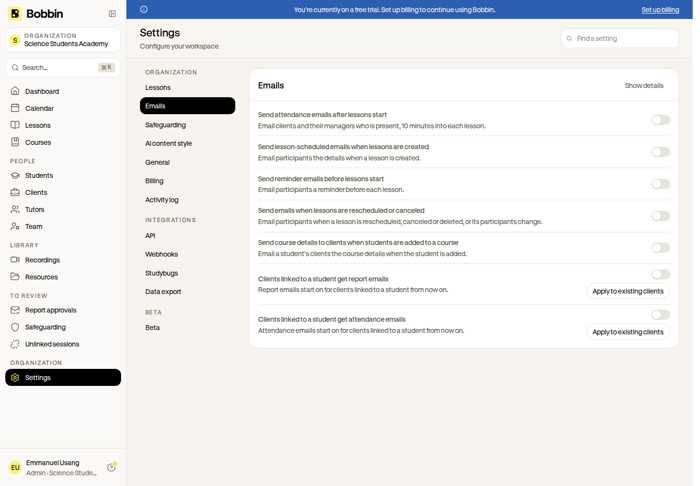 Bobbin
You're currently on a free trial. Set up billing to continue using Bobbin.
Set up billing
S
ORGANIZATION
Science Students Academy
Search...
⌘ K
Dashboard
Calendar
Lessons
Courses
PEOPLE
Students
Clients
Tutors
Team
LIBRARY
Recordings
Resources
TO REVIEW
Report approvals
Safeguarding
Unlinked sessions
ORGANIZATION
Settings
EU
Emmanuel Usang
Admin · Science Stude...
Settings
Configure your workspace
Find a setting
ORGANIZATION
Lessons
Emails
Safeguarding
AI content style
General
Billing
Activity log
INTEGRATIONS
API
Webhooks
Studybugs
Data export
BETA
Beta
Emails
Show details
Send attendance emails after lessons start
Email clients and their managers who is present, 10 minutes into each lesson.
Send lesson-scheduled emails when lessons are created
Email participants the details when a lesson is created.
Send reminder emails before lessons start
Email participants a reminder before each lesson.
Send emails when lessons are rescheduled or canceled
Email participants when a lesson is rescheduled, canceled or deleted, or its participants change.
Send course details to clients when students are added to a course
Email a student's clients the course details when the student is added.
Clients linked to a student get report emails
Report emails start on for clients linked to a student from now on.
Apply to existing clients
Clients linked to a student get attendance emails
Attendance emails start on for clients linked to a student from now on.
Apply to existing clients